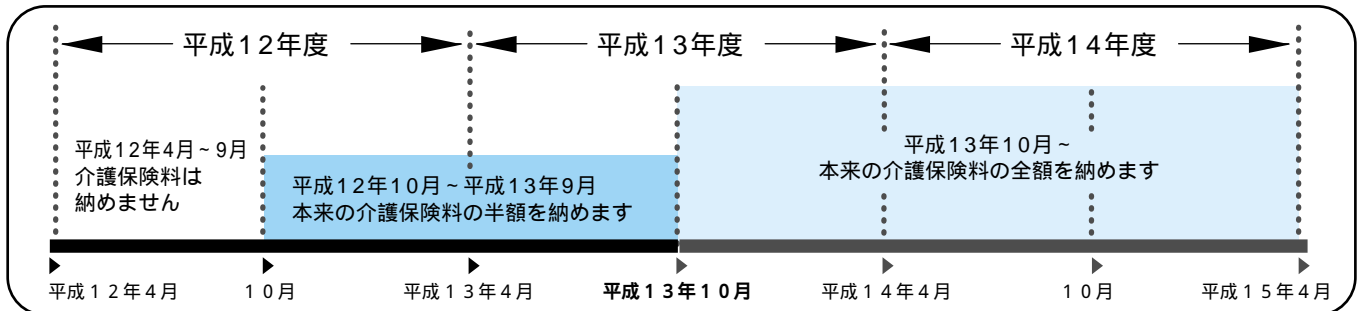 平成12年度
平成13年度
平成14年度
平成12年4月~9月
介護保険料は
納めません
平成12年10月~平成13年9月
本来の介護保険料の半額を納めます
平成13年10月~
本来の介護保険料の全額を納めます
平成12年4月
10月
平成13年4月
平成13年10月
平成14年4月
10月
平成15年4月